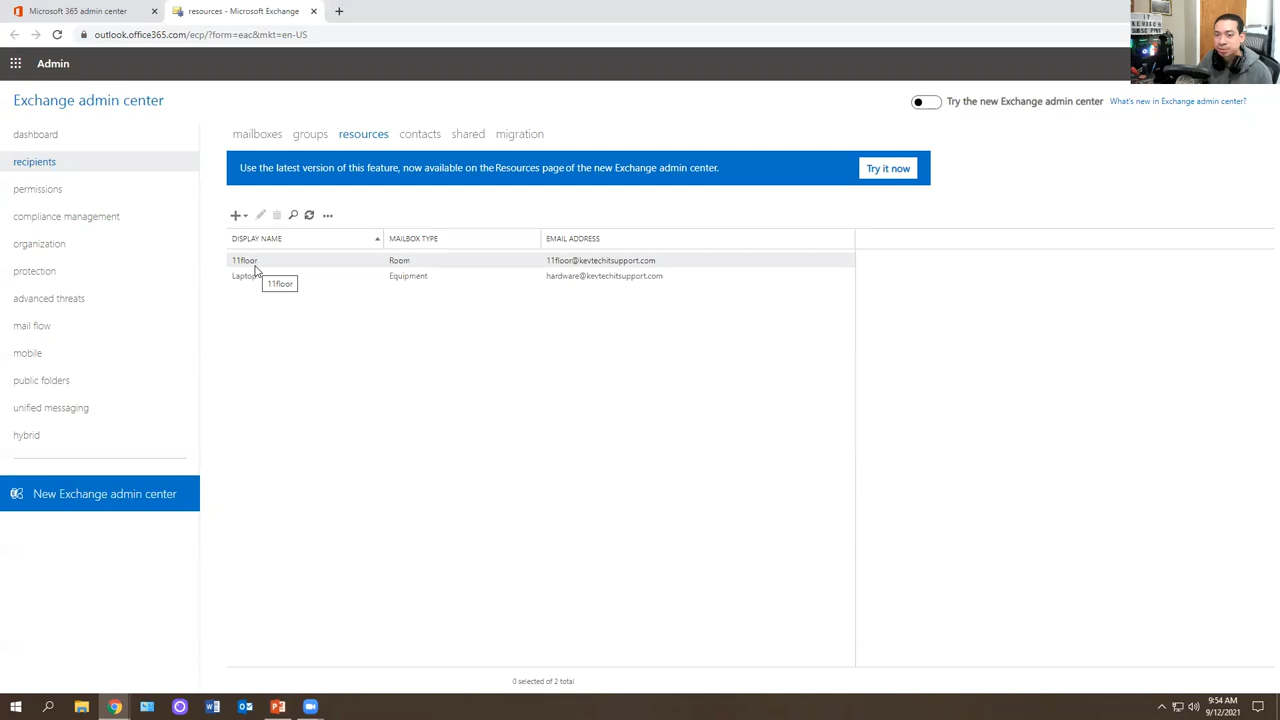 Microsoft 365 admin center
resources - Microsoft Exchange
outlook.office365.com/ecp/?form=eac&mkt=en-US
Admin
Exchange admin center
Try the new Exchange admin center
What's new in Exchange admin center?
dashboard
recipients
permissions
compliance management
organization
protection
advanced threats
mail flow
mobile
public folders
unified messaging
hybrid
New Exchange admin center
mailboxes groups resources contacts shared migration
Use the latest version of this feature, now available on the Resources page of the new Exchange admin center.
Try it now
DISPLAY NAME MAILBOX TYPE EMAIL ADDRESS
11floor Room 11floor@kevtechitsupport.com
Laptop Equipment hardware@kevtechitsupport.com
11floor
0 selected of 2 total
9:54 AM
9/12/2021